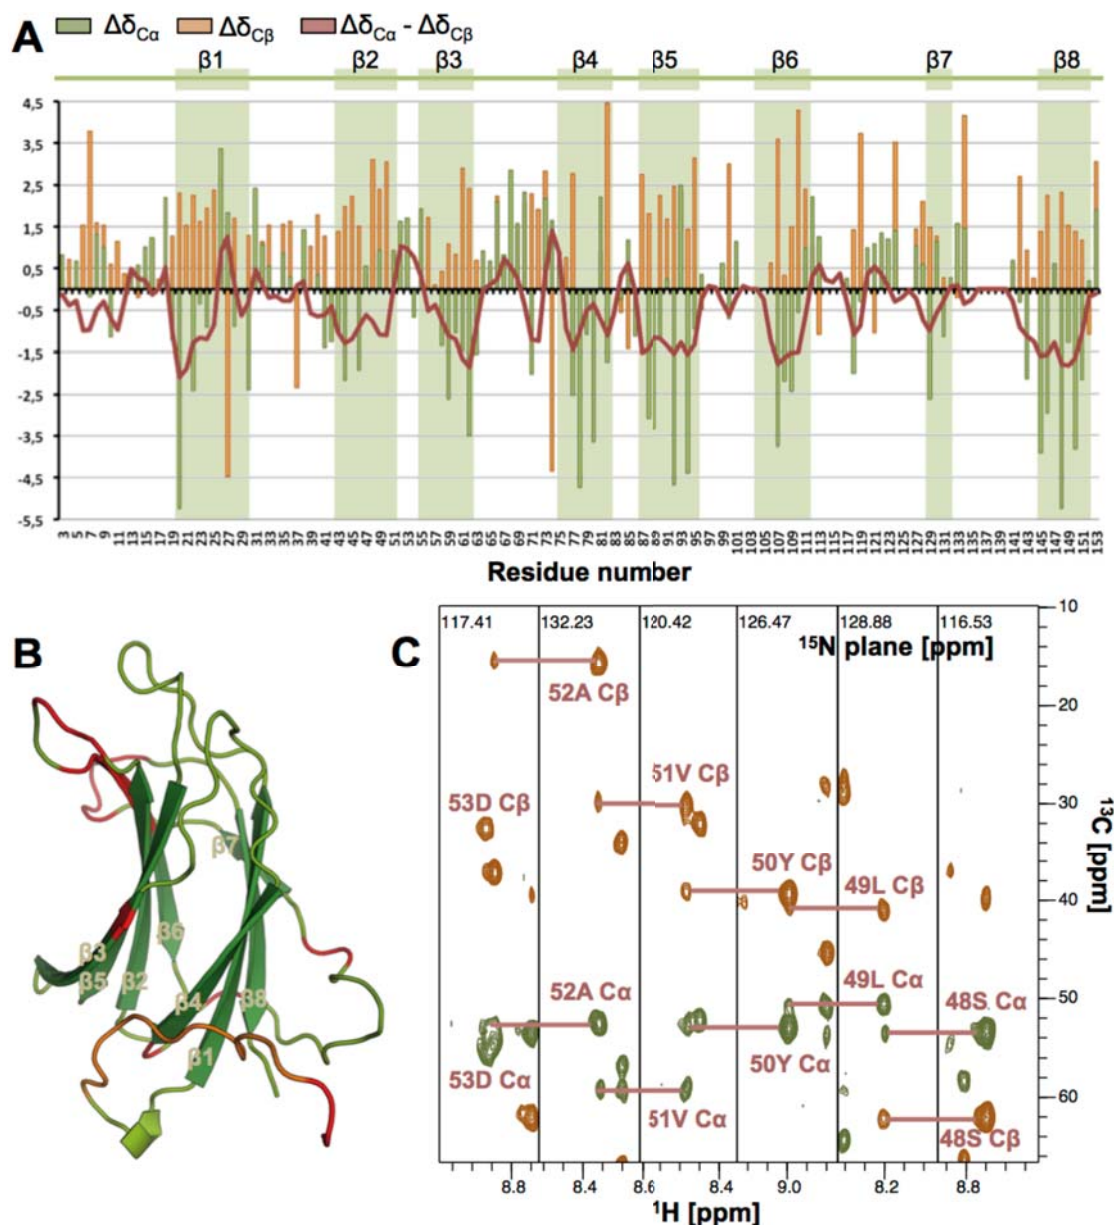 A
ΔδCα ΔδCβ ΔδCα - ΔδCβ
β1 β2 β3 β4 β5 β6 β7 β8
4,5
3,5
2,5
1,5
0,5
-0,5
-1,5
-2,5
-3,5
-4,5
-5,5
3 5 7 9 11 13 15 17 19 21 23 25 27 29 31 33 35 37 39 41 43 45 47 49 51 53 55 57 59 61 63 65 67 69 71 73 75 77 79 81 83 85 87 89 91 93 95 97 99 101 103 105 107 109 111 113 115 117 119 121 123 125 127 129 131 133 135 137 139 141 143 145 147 149 151 153
Residue number
B
β7
β6
β3
β5 β2
β4 β8
β1
C
117.41 132.23 120.42 126.47 128.88 116.53
15N plane [ppm]
52A Cβ
51V Cβ
53D Cβ
50Y Cβ
49L Cβ
52A Cα
49L Cα
48S Cα
53D Cα
50Y Cα
51V Cα
48S Cβ
10
20
30
40
50
60
13C [ppm]
8.8 8.4 8.6 8.4 9.0 8.2 8.8
1H [ppm]